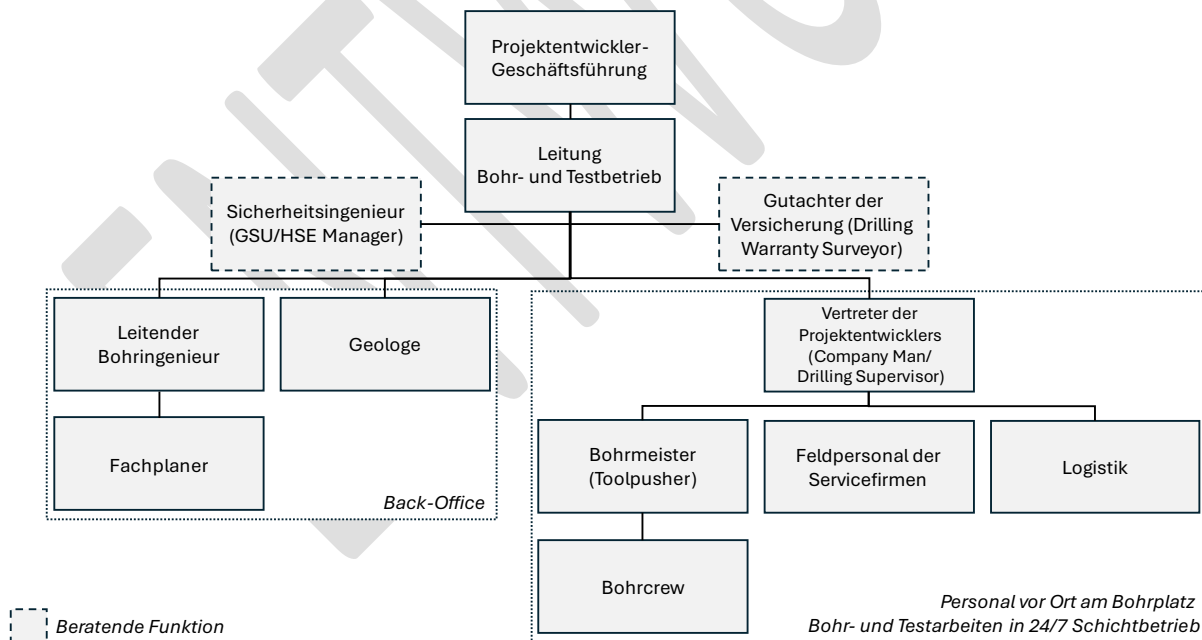 Projektentwickler-
Geschäftsführung
Leitung
Bohr- und Testbetrieb
Sicherheitsingenieur
(GSU/HSE Manager)
Gutachter der
Versicherung (Drilling
Warranty Surveyor)
Leitender
Bohringenieur
Geologe
Vertreter der
Projektentwicklers
(Company Man/
Drilling Supervisor)
Fachplaner
Back-Office
Bohrmeister
(Toolpusher)
Feldpersonal der
Servicefirmen
Logistik
Bohrcrew
Personal vor Ort am Bohrplatz
Bohr- und Testarbeiten in 24/7 Schichtbetrieb
Beratende Funktion